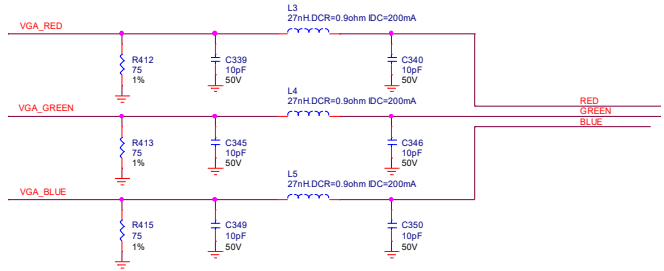 L3
27nH.DCR=0.9ohm IDC=200mA
VGA_RED
R412
75
1%
C339
10pF
50V
C340
10pF
50V
L4
27nH.DCR=0.9ohm IDC=200mA
RED
VGA_GREEN
GREEN
BLUE
R413
75
1%
C345
10pF
50V
C346
10pF
50V
L5
27nH.DCR=0.9ohm IDC=200mA
VGA_BLUE
R415
75
1%
C349
10pF
50V
C350
10pF
50V